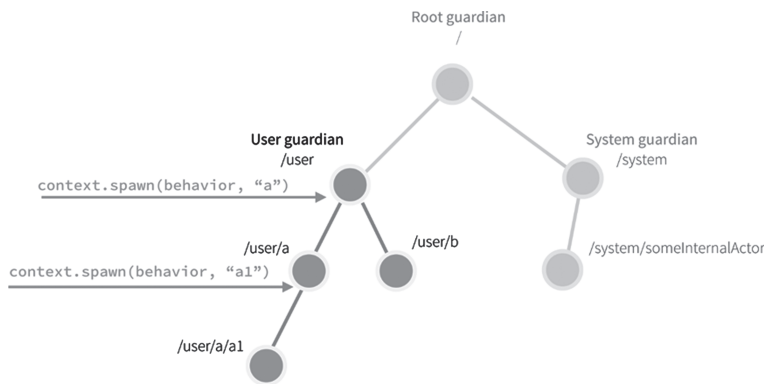 Root guardian
/
User guardian
/user
System guardian
/system
context.spawn(behavior, “a”)
/user/a
/user/b
/system/someInternalActor
context.spawn(behavior, “a1”)
/user/a/a1